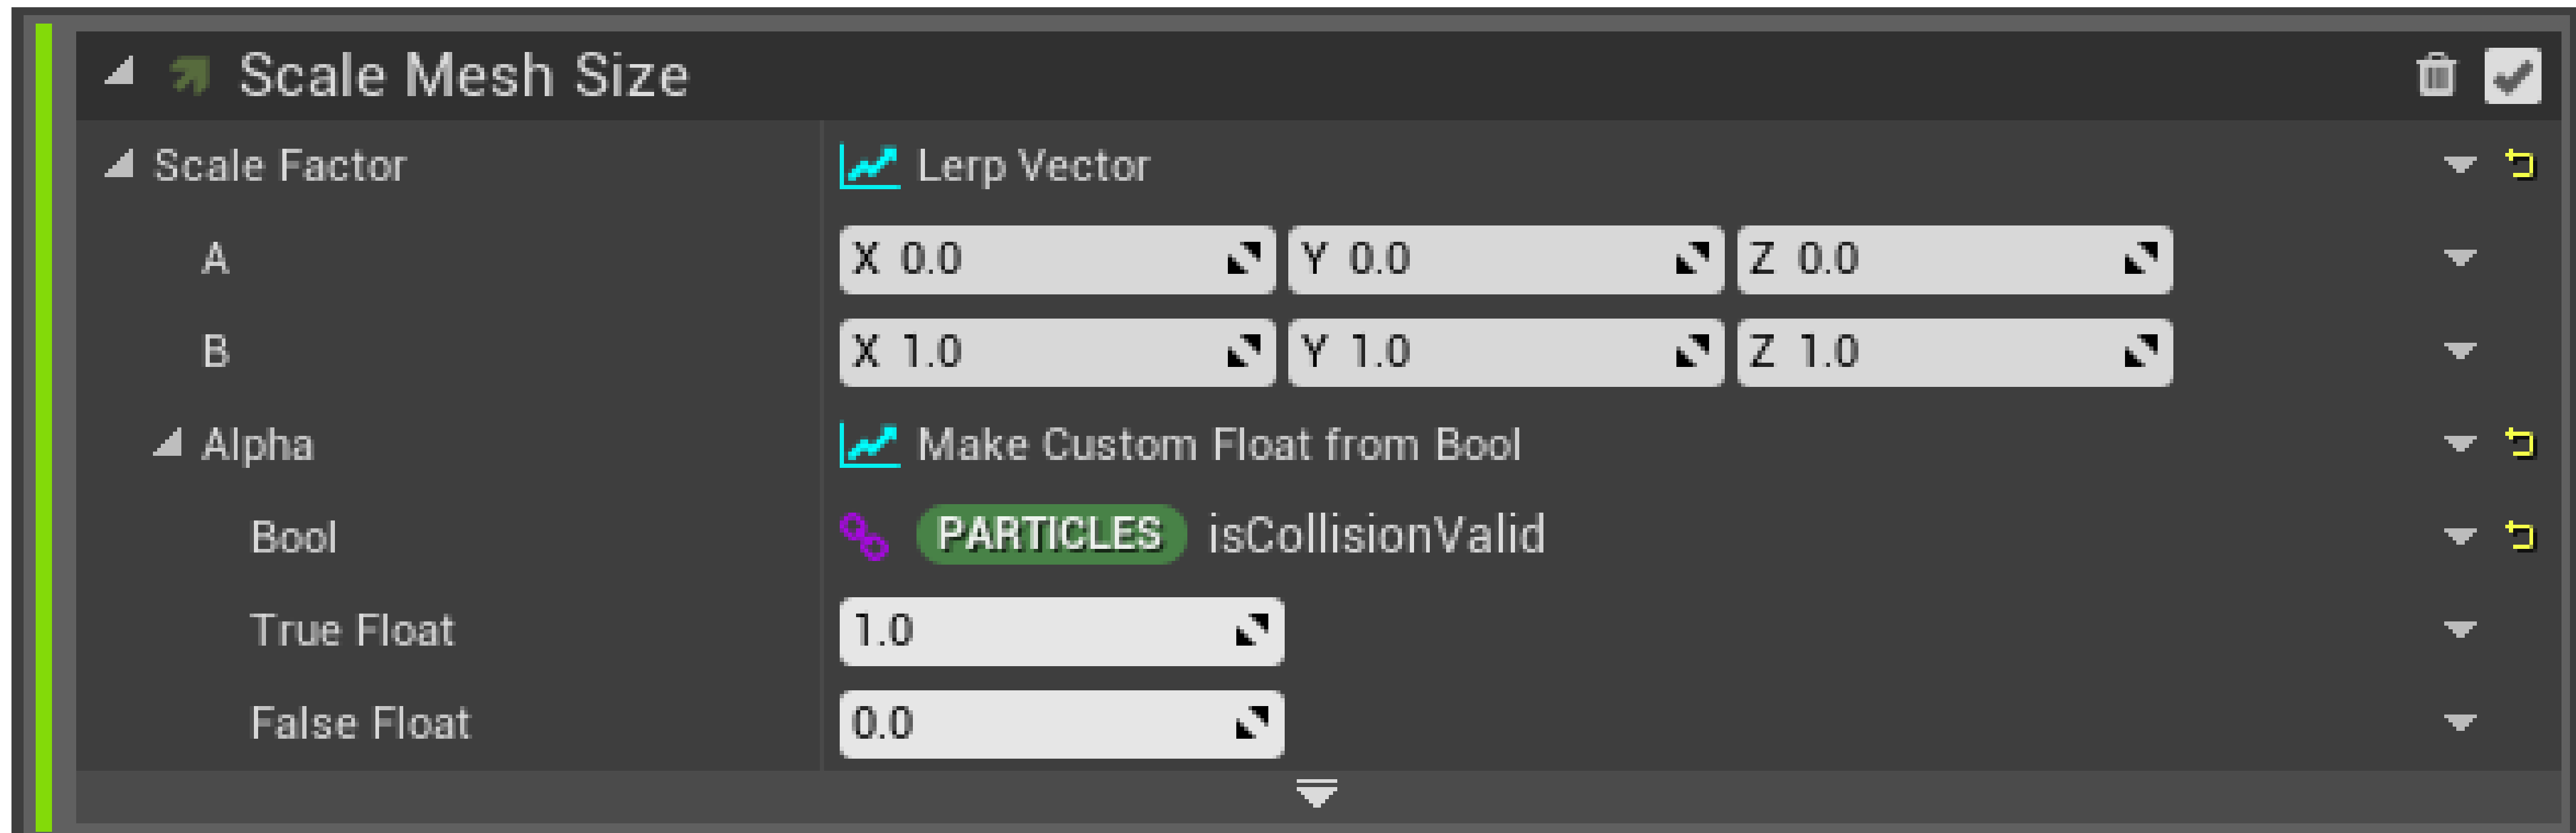 Scale Mesh Size
Scale Factor Lerp Vector
A X 0.0 Y 0.0 Z 0.0
B X 1.0 Y 1.0 Z 1.0
Alpha Make Custom Float from Bool
Bool PARTICLES isCollisionValid
True Float 1.0
False Float 0.0